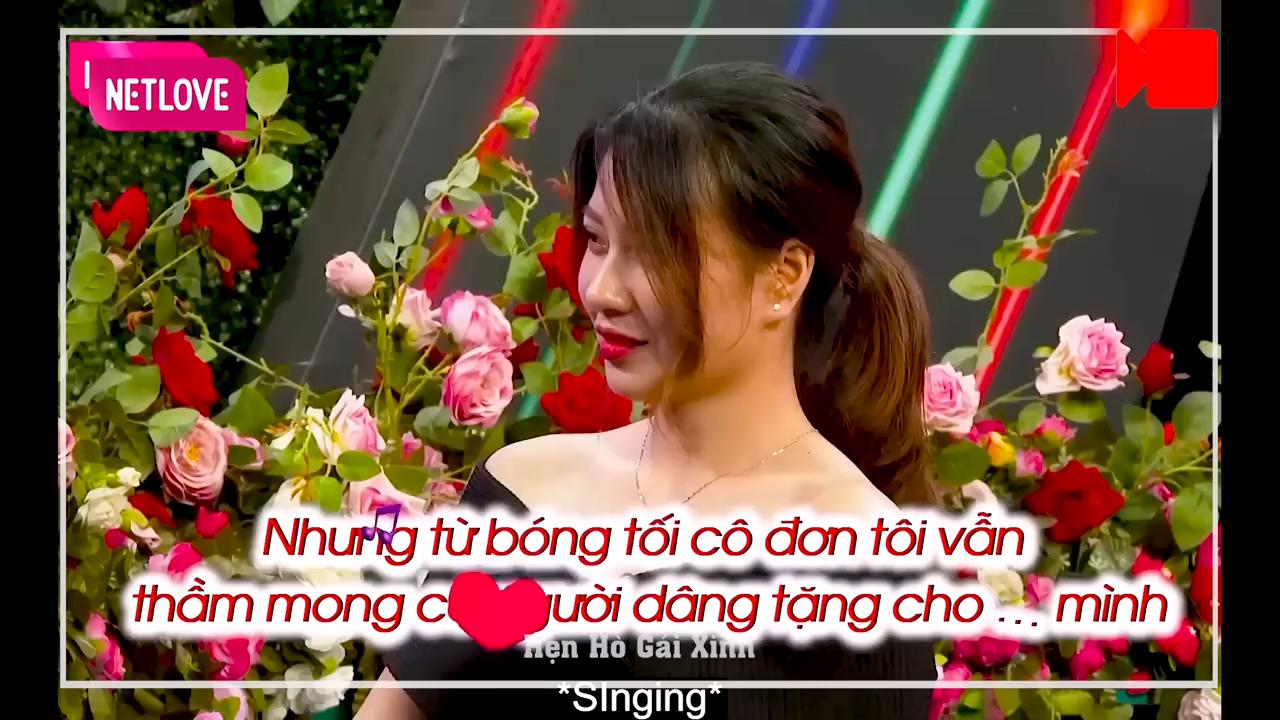 NETLOVE
Nhưng từ bóng tối cô đơn tôi vẫn
thầm mong dâng tặng cho ... mình
Hẹn Hò Gái Xinh
*SInging*